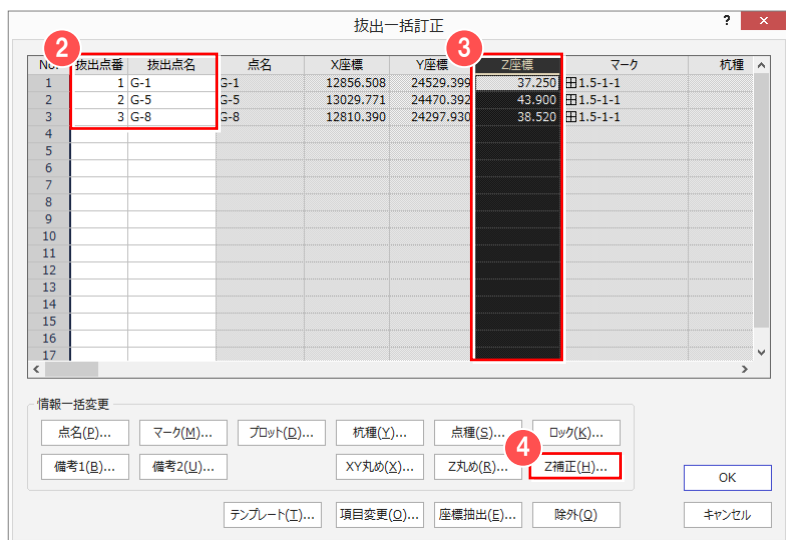 抜出一括訂正 ? ×
2 3
No. 抜出点番 抜出点名 点名 X座標 Y座標 Z座標 マーク 杭種
1 1 G-1 G-1 12856.508 24529.399 37.250 田1.5-1-1
2 2 G-5 G-5 13029.771 24470.392 43.900 田1.5-1-1
3 3 G-8 G-8 12810.390 24297.930 38.520 田1.5-1-1
4
5
6
7
8
9
10
11
12
13
14
15
16
17
情報一括変更
点名(P)... マーク(M)... プロット(D)... 杭種(Y)... 点種(S)... ロック(K)...
4
備考1(B)... 備考2(U)... XY丸め(X)... Z丸め(R)... Z補正(H)...
OK
テンプレート(T)... 項目変更(O)... 座標抽出(E)... 除外(Q) キャンセル